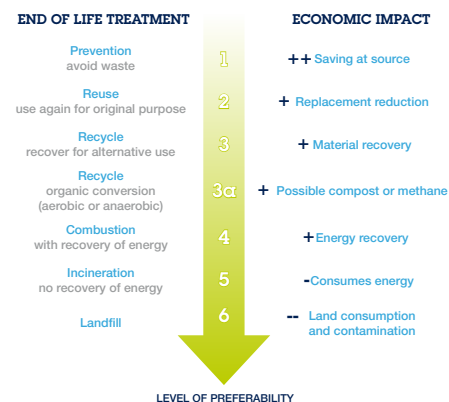 END OF LIFE TREATMENT
ECONOMIC IMPACT
Prevention
avoid waste
1
++ Saving at source
Reuse
use again for original purpose
2
+ Replacement reduction
Recycle
recover for alternative use
3
+ Material recovery
Recycle
organic conversion
(aerobic or anaerobic)
3a
+ Possible compost or methane
Combustion
with recovery of energy
4
+Energy recovery
Incineration
no recovery of energy
5
-Consumes energy
Landfill
6
-- Land consumption
and contamination
LEVEL OF PREFERABILITY